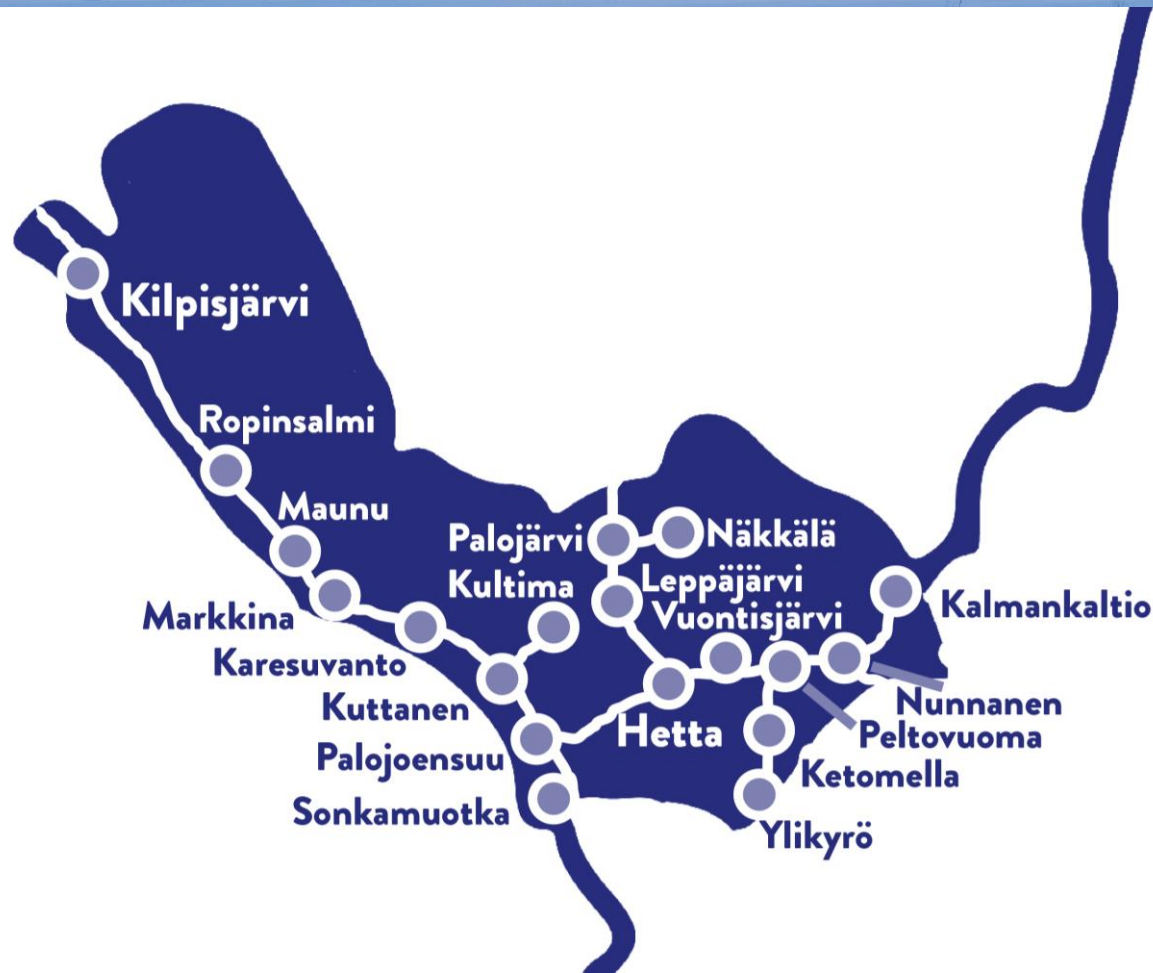 Kilpisjärvi
Ropinsalmi
Maunu
Palojärvi
Näkkälä
Kultima
Leppäjärvi
Vuontisjärvi
Markkina
Kalmankaltio
Karesuvanto
Kuttanen
Nunnanen
Hetta
Peltovuoma
Palojoensuu
Ketomella
Sonkamuotka
Ylikyrö